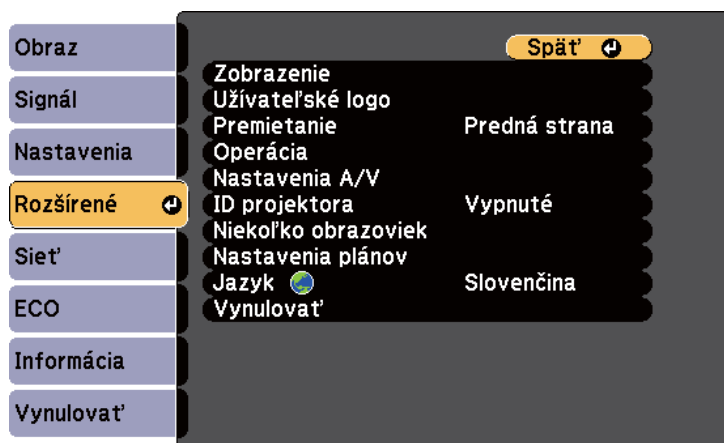 Obraz
Signál
Nastavenia
Rozšírené
Sieť
ECO
Informácia
Vynulovať
Späť
Zobrazenie
Užívateľské logo
Premietanie Predná strana
Operácia
Nastavenia A/V
ID projektora Vypnuté
Niekoľko obrazoviek
Nastavenia plánov
Jazyk Slovenčina
Vynulovať